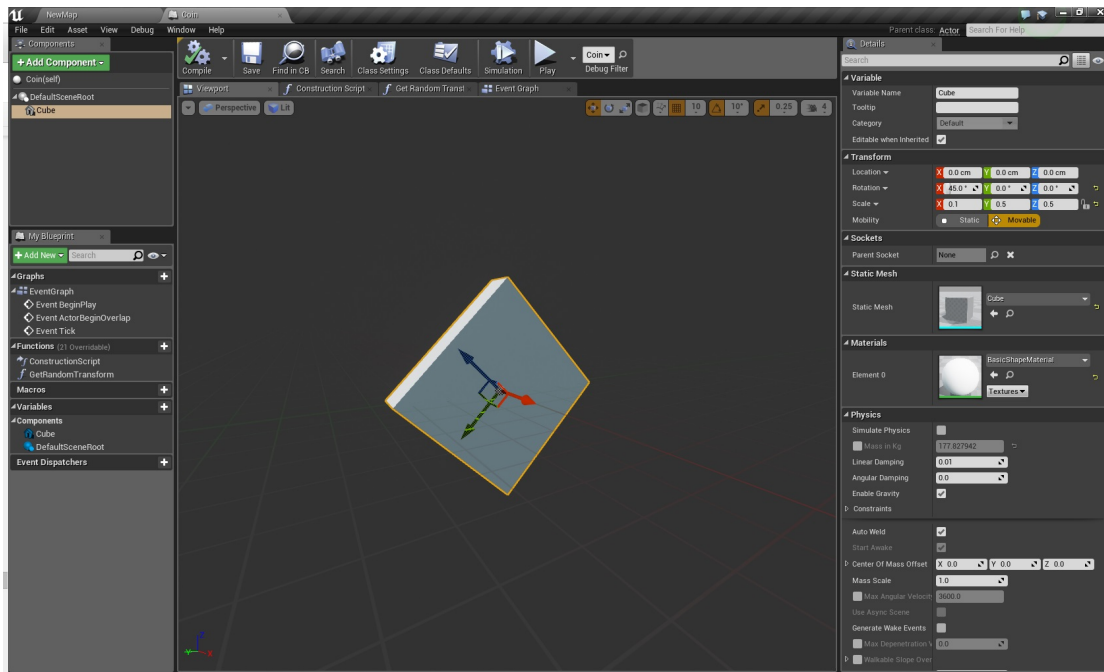 NewMap
Coin
File Edit Asset View Debug Window Help
Parent class: Actor
Search For Help
Components
+Add Component
Coin(self)
DefaultSceneRoot
Cube
Compile
Save
Find in CB
Search
Class Settings
Class Defaults
Simulation
Play
Coin
Debug Filter
Viewport
Construction Script
Get Random Transf
Event Graph
Perspective
Lit
10
10°
0.25
4
My Blueprint
+Add New
Search
Graphs
EventGraph
Event BeginPlay
Event ActorBeginOverlap
Event Tick
Functions (21 Overridable)
ConstructionScript
GetRandomTransform
Macros
Variables
Components
Cube
DefaultSceneRoot
Event Dispatchers
Z
Y
X
Details
Search
Variable
Variable Name Cube
Tooltip
Category Default
Editable when Inherited
Transform
Location X 0.0 cm Y 0.0 cm Z 0.0 cm
Rotation X 45.0° Y 0.0° Z 0.0°
Scale X 0.1 Y 0.5 Z 0.5
Mobility Static Movable
Sockets
Parent Socket None
Static Mesh
Static Mesh Cube
Materials
Element 0 BasicShapeMaterial
Textures
Physics
Simulate Physics
Mass in Kg 177.827942
Linear Damping 0.01
Angular Damping 0.0
Enable Gravity
Constraints
Auto Weld
Start Awake
Center Of Mass Offset X 0.0 Y 0.0 Z 0.0
Mass Scale 1.0
Max Angular Velocit 3600.0
Use Async Scene
Generate Wake Events
Max Depenetration V 0.0
Walkable Slope Over